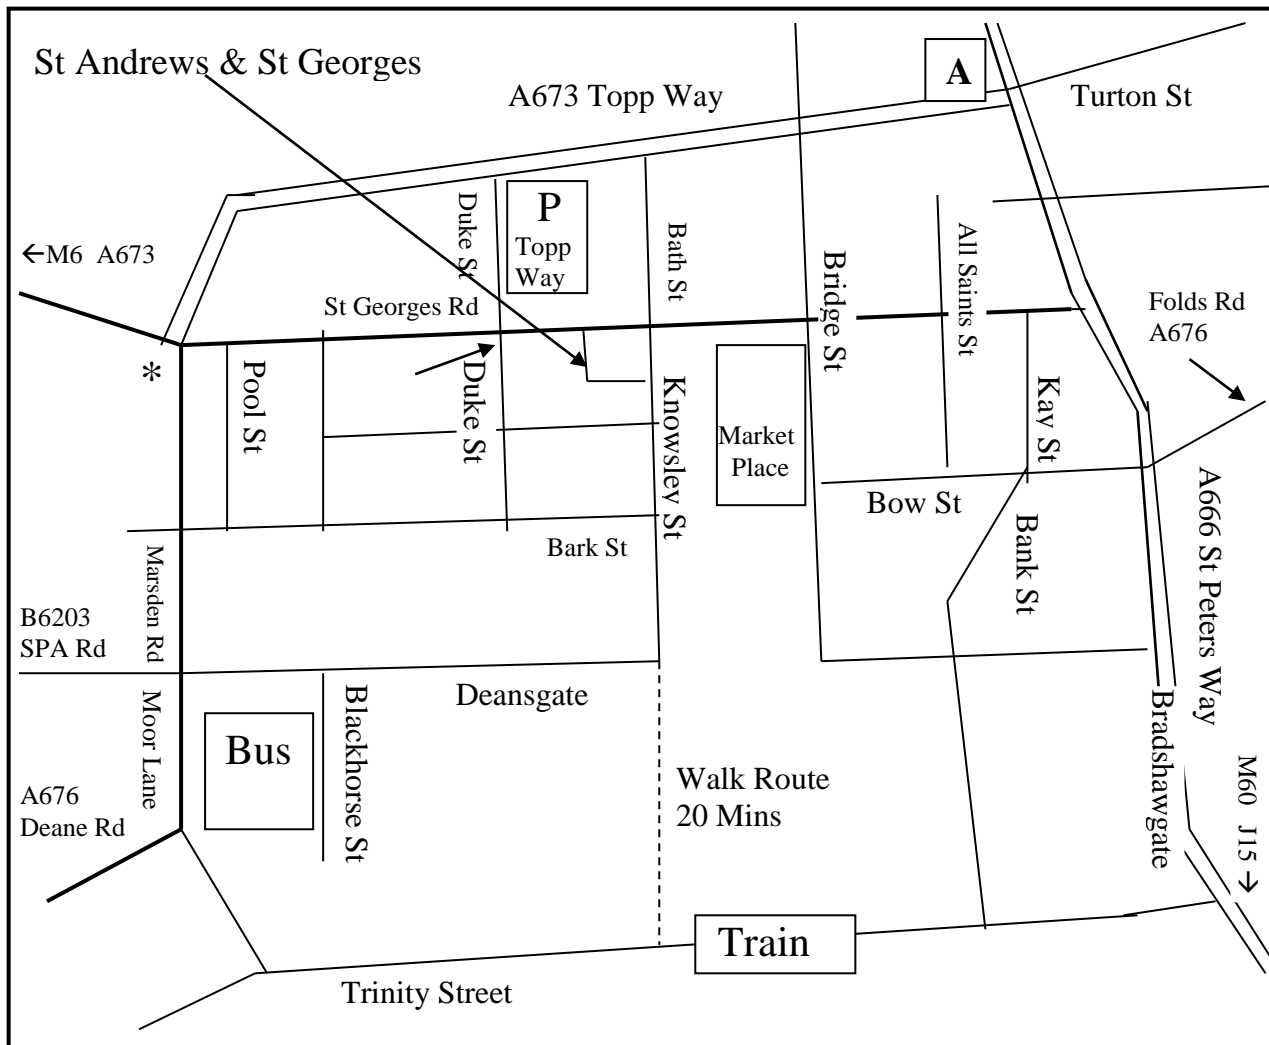 St Andrews & St Georges
A673 Topp Way
A
Turton St
Duke St
P
Topp
Way
Bath St
Bridge St
All Saints St
←M6 A673
St Georges Rd
Folds Rd
A676
*
Pool St
Duke St
Knowsley St
Market
Place
Kay St
Bow St
Bank St
A666 St Peters Way
Bark St
Marsden Rd
B6203
SPA Rd
Deansgate
Moor Lane
Bus
Blackhorse St
Bradshawgate
Walk Route
20 Mins
M60 J15 →
A676
Deane Rd
Train
Trinity Street